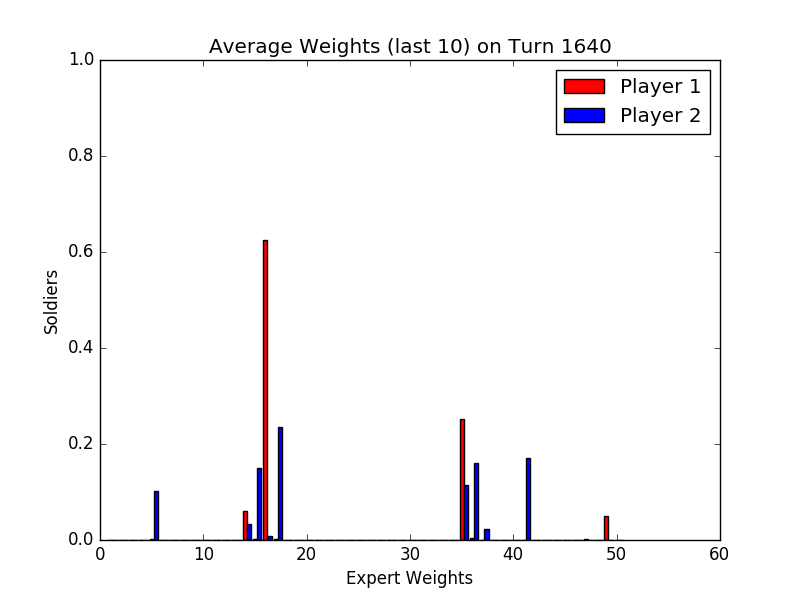 Average Weights (last 10) on Turn 1640
1.0
0.8
0.6
0.4
0.2
0.0
Soldiers
Player 1
Player 2
0 10 20 30 40 50 60
Expert Weights